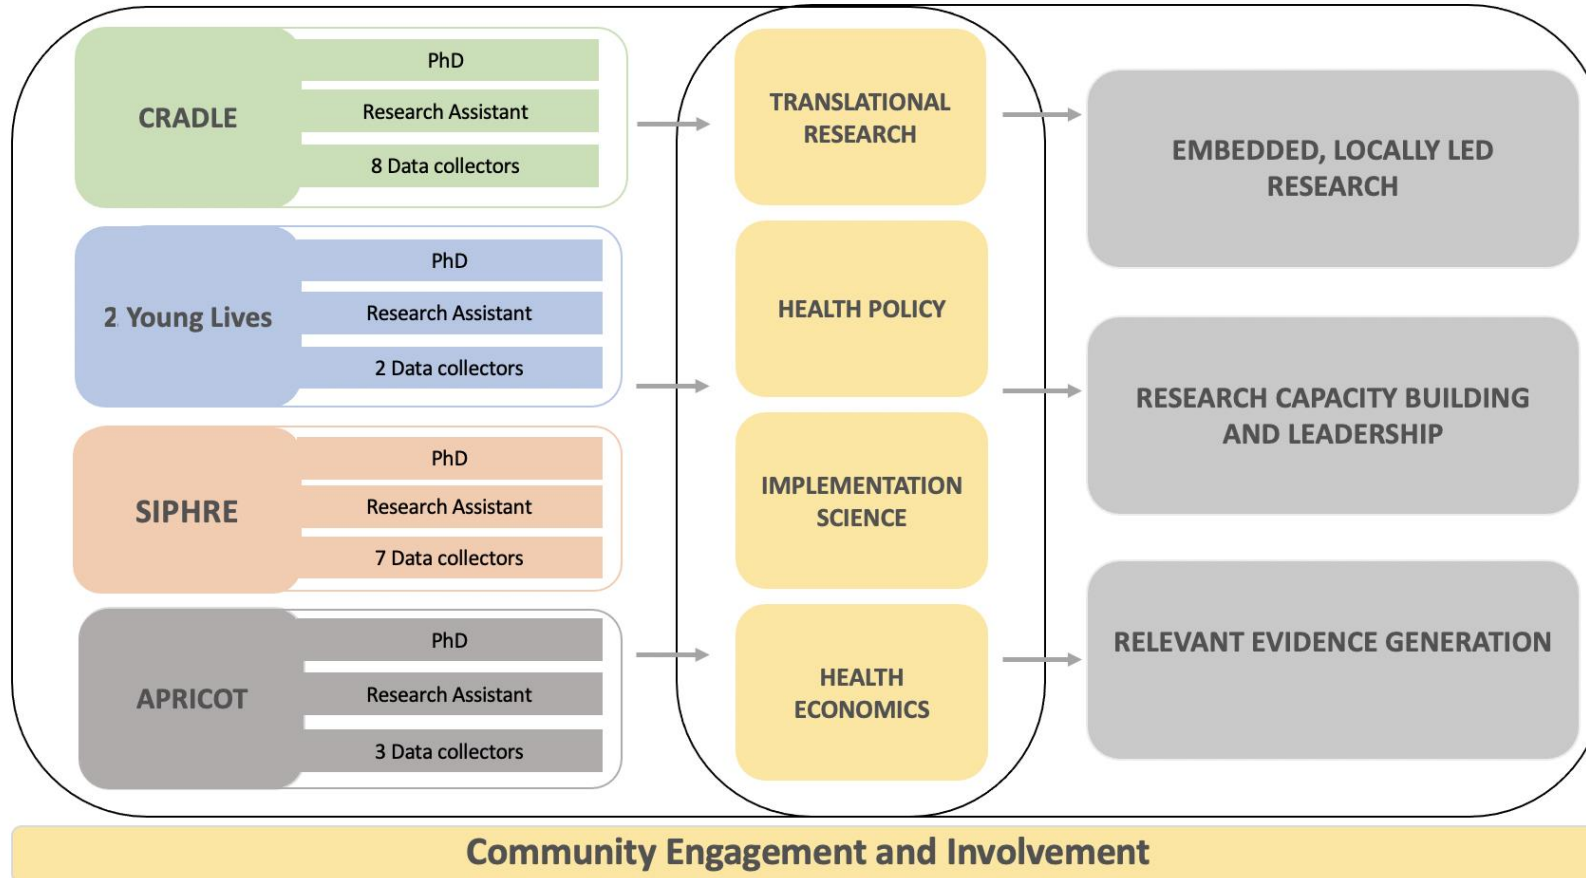 CRADLE
PhD
Research Assistant
8 Data collectors
2 Young Lives
PhD
Research Assistant
2 Data collectors
SIPHRE
PhD
Research Assistant
7 Data collectors
APRICOT
PhD
Research Assistant
3 Data collectors
TRANSLATIONAL
RESEARCH
HEALTH POLICY
IMPLEMENTATION
SCIENCE
HEALTH
ECONOMICS
EMBEDDED, LOCALLY LED
RESEARCH
RESEARCH CAPACITY BUILDING
AND LEADERSHIP
RELEVANT EVIDENCE GENERATION
Community Engagement and Involvement